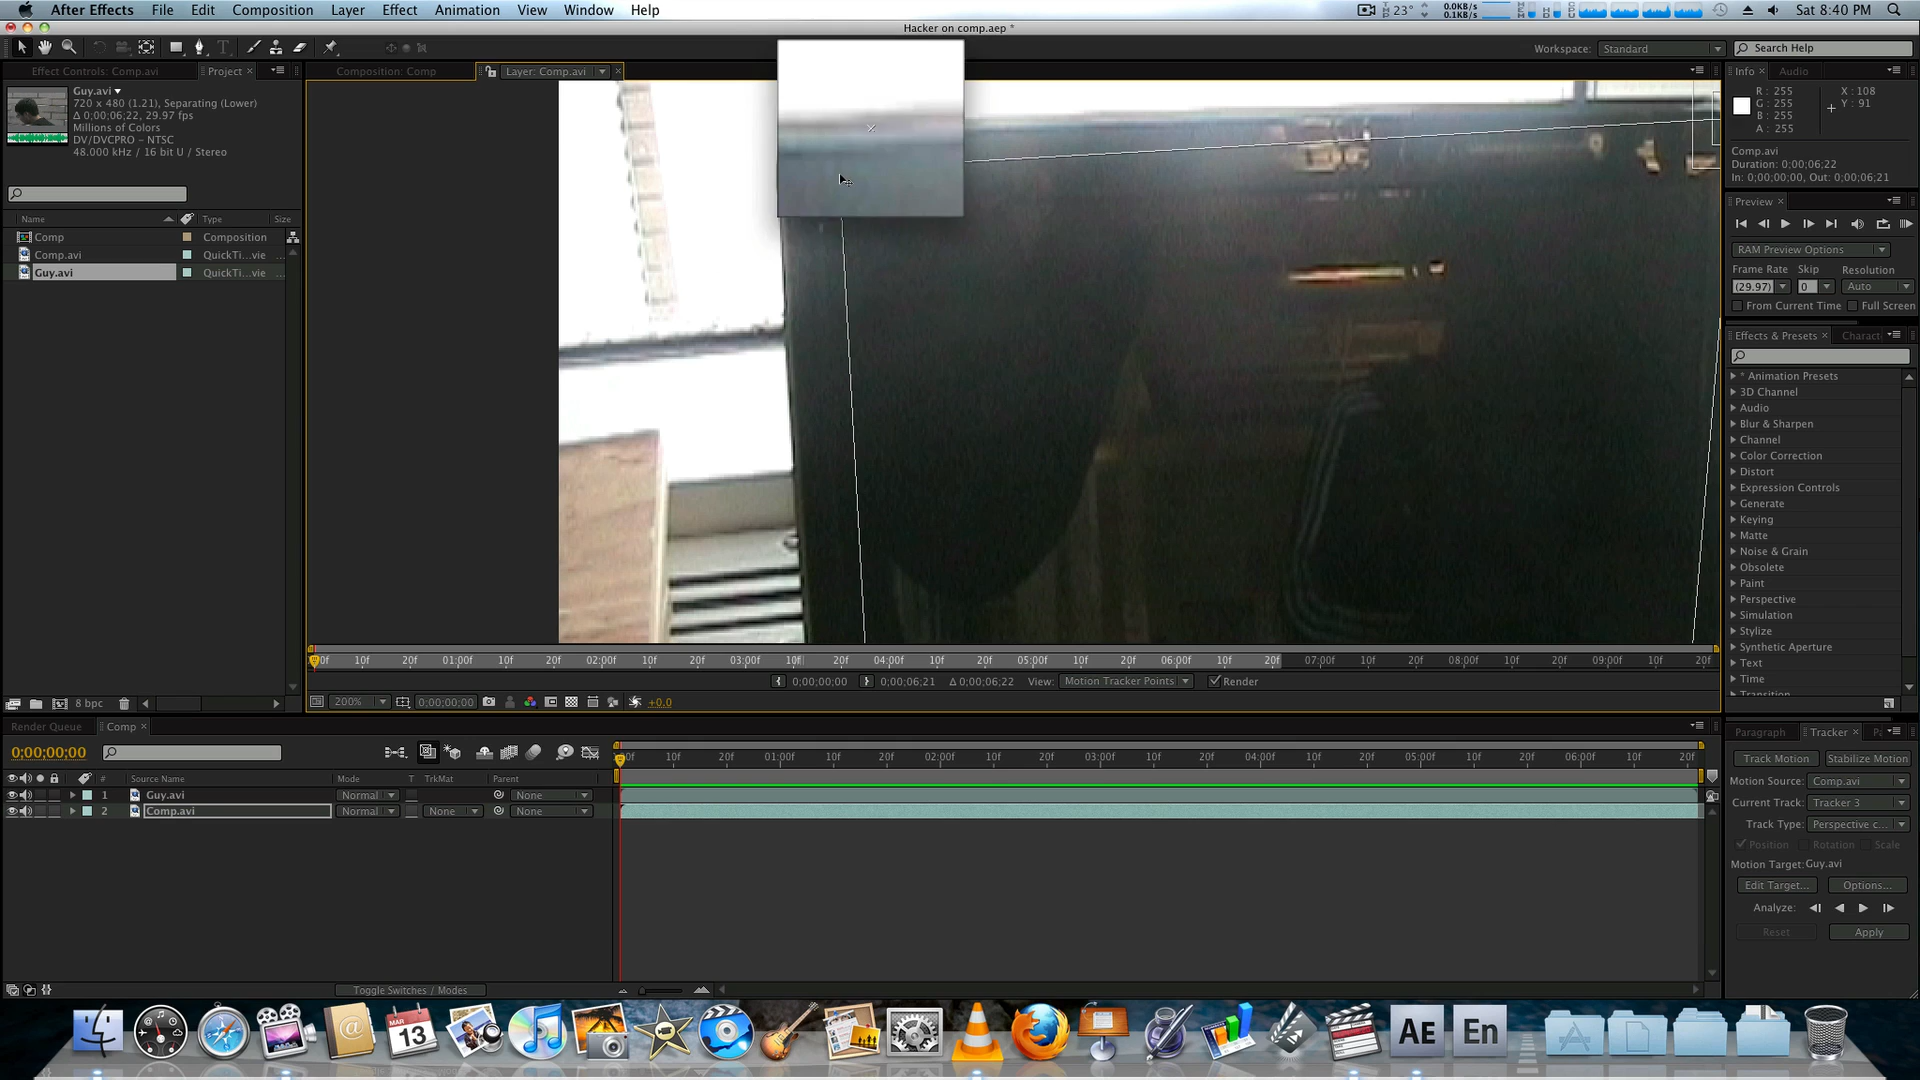 After Effects File Edit Composition Layer Effect Animation View Window Help 23° 0.0KB/s 0.1KB/s Sat 8:40 PM
Hacker on comp.aep *
Workspace: Standard Search Help
Effect Controls: Comp.avi Project Composition: Comp Layer: Comp.avi Info Audio
Guy.avi
720 x 480 (1.21), Separating (Lower)
Δ 0;00;06;22, 29.97 fps
Millions of Colors
DV/DVCPRO - NTSC
48.000 kHz / 16 bit U / Stereo
R : 255 X : 108
G : 255 Y : 91
B : 255
A : 255
Comp.avi
Duration: 0;00;06;22
In: 0;00;00;00, Out: 0;00;06;21
Name Type Size
Comp Composition
Comp.avi QuickTi...vie ...
Guy.avi QuickTi...vie ...
Preview
RAM Preview Options
Frame Rate Skip Resolution
(29.97) 0 Auto
From Current Time Full Screen
Effects & Presets Charact
* Animation Presets
3D Channel
Audio
Blur & Sharpen
Channel
Color Correction
Distort
Expression Controls
Generate
Keying
Matte
Noise & Grain
Obsolete
Paint
Perspective
Simulation
Stylize
Synthetic Aperture
Text
Time
Transition
0f 10f 20f 01:00f 10f 20f 02:00f 10f 20f 03:00f 10f 20f 04:00f 10f 20f 05:00f 10f 20f 06:00f 10f 20f 07:00f 10f 20f 08:00f 10f 20f 09:00f 10f 20f
0;00;00;00 0;00;06;21 Δ 0;00;06;22 View: Motion Tracker Points Render
8 bpc 200% 0;00;00;00 +0.0
Render Queue Comp
0;00;00;00
00f 10f 20f 01:00f 10f 20f 02:00f 10f 20f 03:00f 10f 20f 04:00f 10f 20f 05:00f 10f 20f 06:00f 10f 20f
# Source Name Mode T TrkMat Parent
1 Guy.avi Normal None
2 Comp.avi Normal None None
Toggle Switches / Modes
Paragraph Tracker Pa
Track Motion Stabilize Motion
Motion Source: Comp.avi
Current Track: Tracker 3
Track Type: Perspective c...
Position Rotation Scale
Motion Target: Guy.avi
Edit Target... Options...
Analyze:
Reset Apply
MAR
13
Ae En